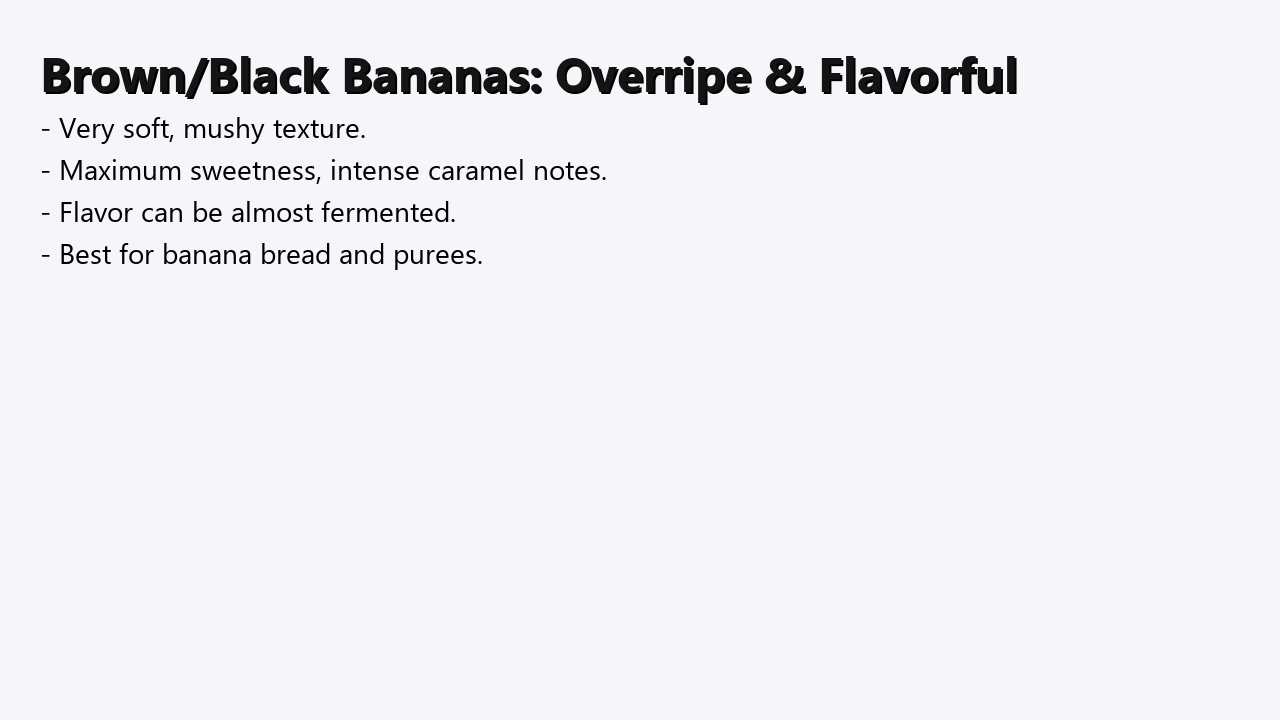 Brown/Black Bananas: Overripe & Flavorful
- Very soft, mushy texture.
- Maximum sweetness, intense caramel notes.
- Flavor can be almost fermented.
- Best for banana bread and purees.